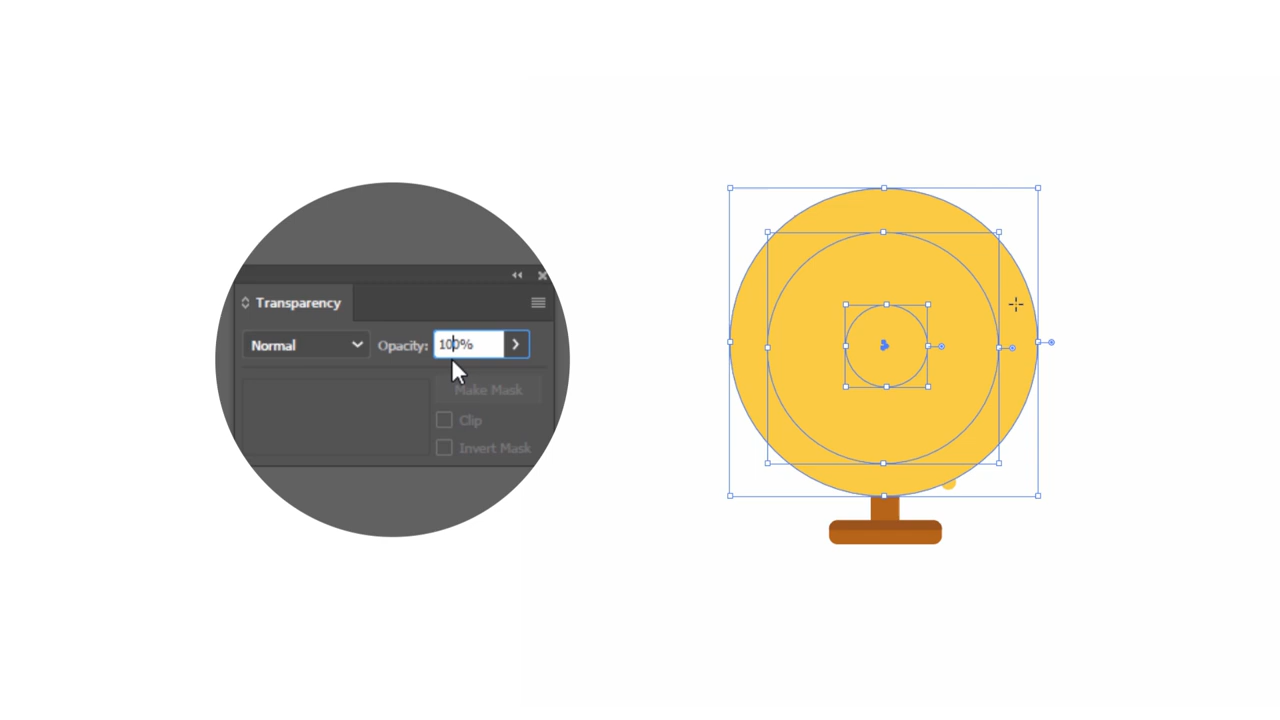 Transparency
Normal Opacity: 100%
Make Mask
Clip
Invert Mask